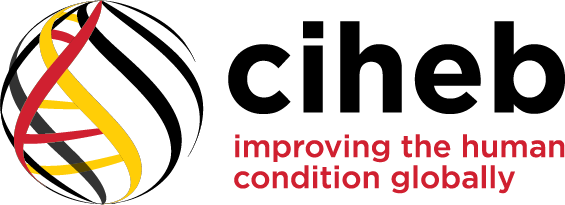 ciheb
improving the human
condition globally